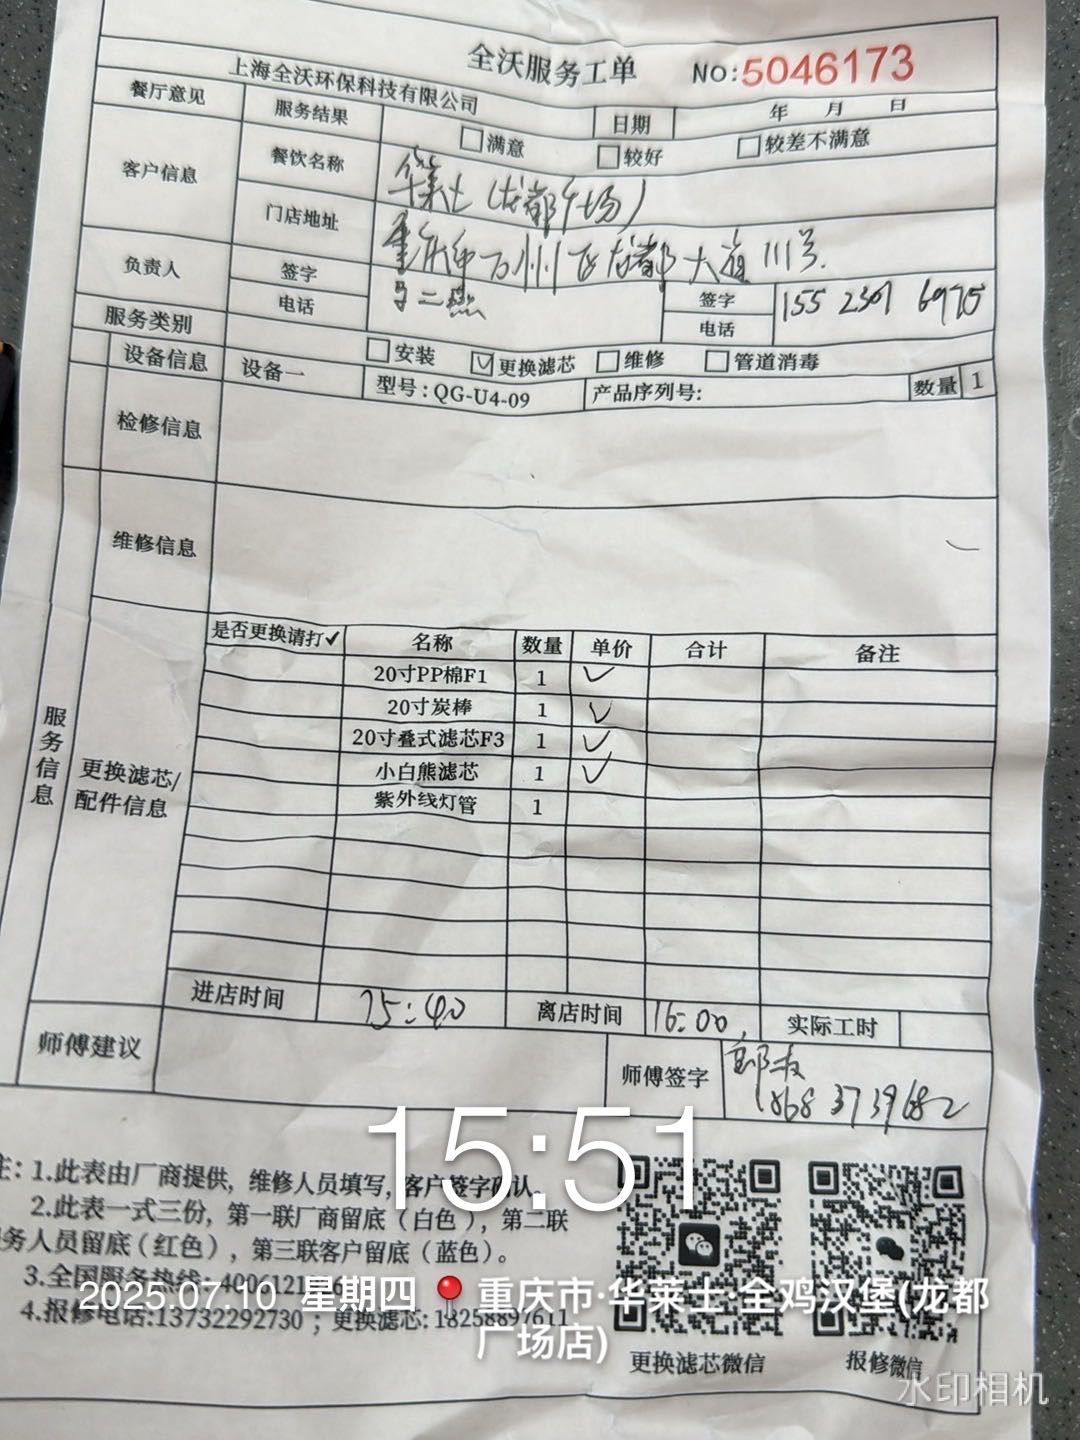 全沃服务工单 NO:5046173
上海全沃环保科技有限公司
日期 年 月 日
餐厅意见 服务结果 □满意 □较好 □较差不满意
客户信息 餐饮名称 华莱士(龙都广场)
门店地址 重庆市万州区龙都大道111号
负责人 签字 二燕 签字
电话 电话 155 2301 6975
服务类别 □安装 ☑更换滤芯 □维修 □管道消毒
设备信息 设备一 型号:QG-U4-09 产品序列号: 数量 1
检修信息
维修信息
服务信息
更换滤芯/
配件信息
是否更换请打✓ 名称 数量 单价 合计 备注
20寸PP棉F1 1 ✓
20寸炭棒 1 ✓
20寸叠式滤芯F3 1 ✓
小白熊滤芯 1 ✓
紫外线灯管 1
进店时间 15:40 离店时间 16:00 实际工时
师傅建议 师傅签字
868 3739682
15:51
注:1.此表由厂商提供,维修人员填写,客户签字确认。
2.此表一式三份,第一联厂商留底(白色),第二联
务人员留底(红色),第三联客户留底(蓝色)。
3.全国服务热线:
4.报修电话:13732292730;更换滤芯:18258897611
2025.07.10 星期四 重庆市·华莱士·全鸡汉堡(龙都
广场店)
更换滤芯微信 报修微信
水印相机